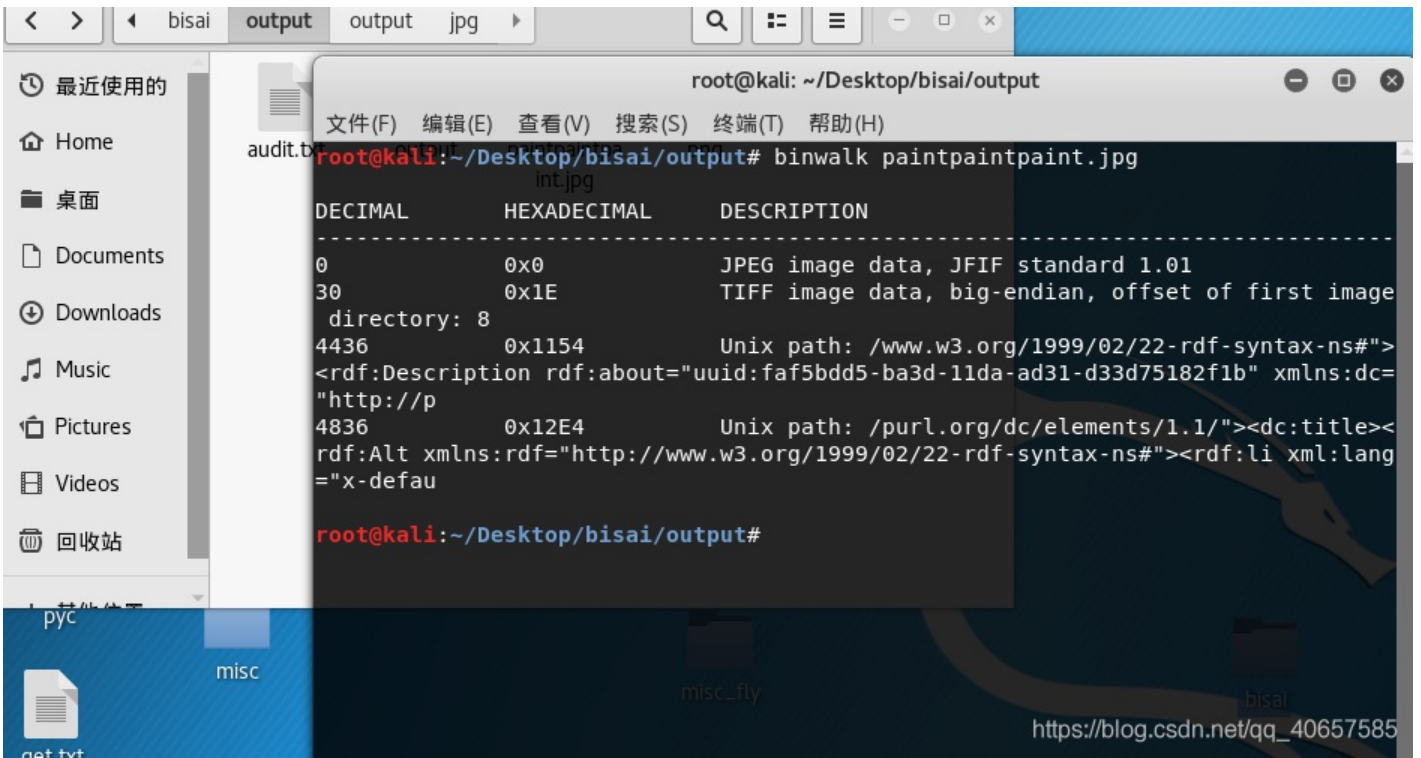 bisai output output jpg
最近使用的
Home
桌面
Documents
Downloads
Music
Pictures
Videos
回收站
其他位置
audit.txt
output
int.jpg
png
root@kali: ~/Desktop/bisai/output
文件(F) 编辑(E) 查看(V) 搜索(S) 终端(T) 帮助(H)
root@kali:~/Desktop/bisai/output# binwalk paintpaintpaint.jpg
DECIMAL HEXADECIMAL DESCRIPTION
--------------------------------------------------------------------------------
0 0x0 JPEG image data, JFIF standard 1.01
30 0x1E TIFF image data, big-endian, offset of first image
directory: 8
4436 0x1154 Unix path: /www.w3.org/1999/02/22-rdf-syntax-ns#">
<rdf:Description rdf:about="uuid:faf5bdd5-ba3d-11da-ad31-d33d75182f1b" xmlns:dc=
"http://p
4836 0x12E4 Unix path: /purl.org/dc/elements/1.1/"><dc:title><
rdf:Alt xmlns:rdf="http://www.w3.org/1999/02/22-rdf-syntax-ns#"><rdf:li xml:lang
="x-defau
root@kali:~/Desktop/bisai/output#
pyc
misc
misc_fly
bisai
get.txt
https://blog.csdn.net/qq_40657585